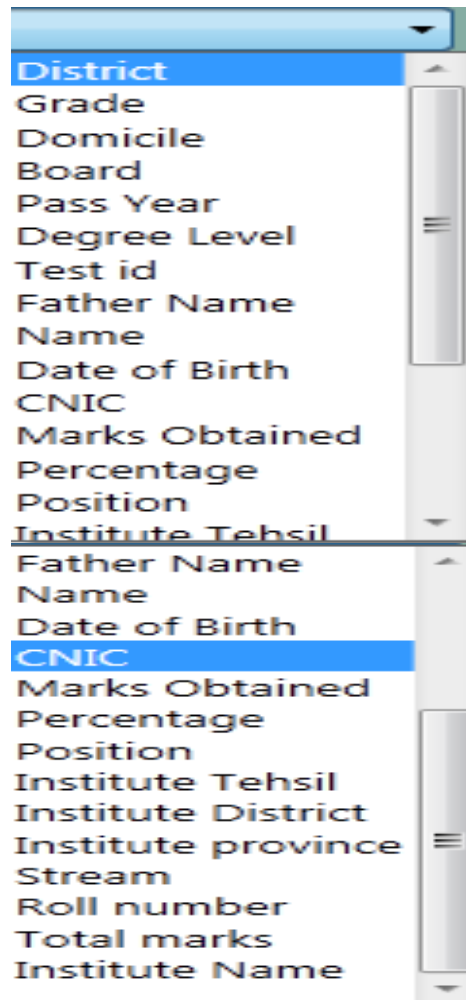 District
Grade
Domicile
Board
Pass Year
Degree Level
Test id
Father Name
Name
Date of Birth
CNIC
Marks Obtained
Percentage
Position
Institute Tehsil
Father Name
Name
Date of Birth
CNIC
Marks Obtained
Percentage
Position
Institute Tehsil
Institute District
Institute province
Stream
Roll number
Total marks
Institute Name